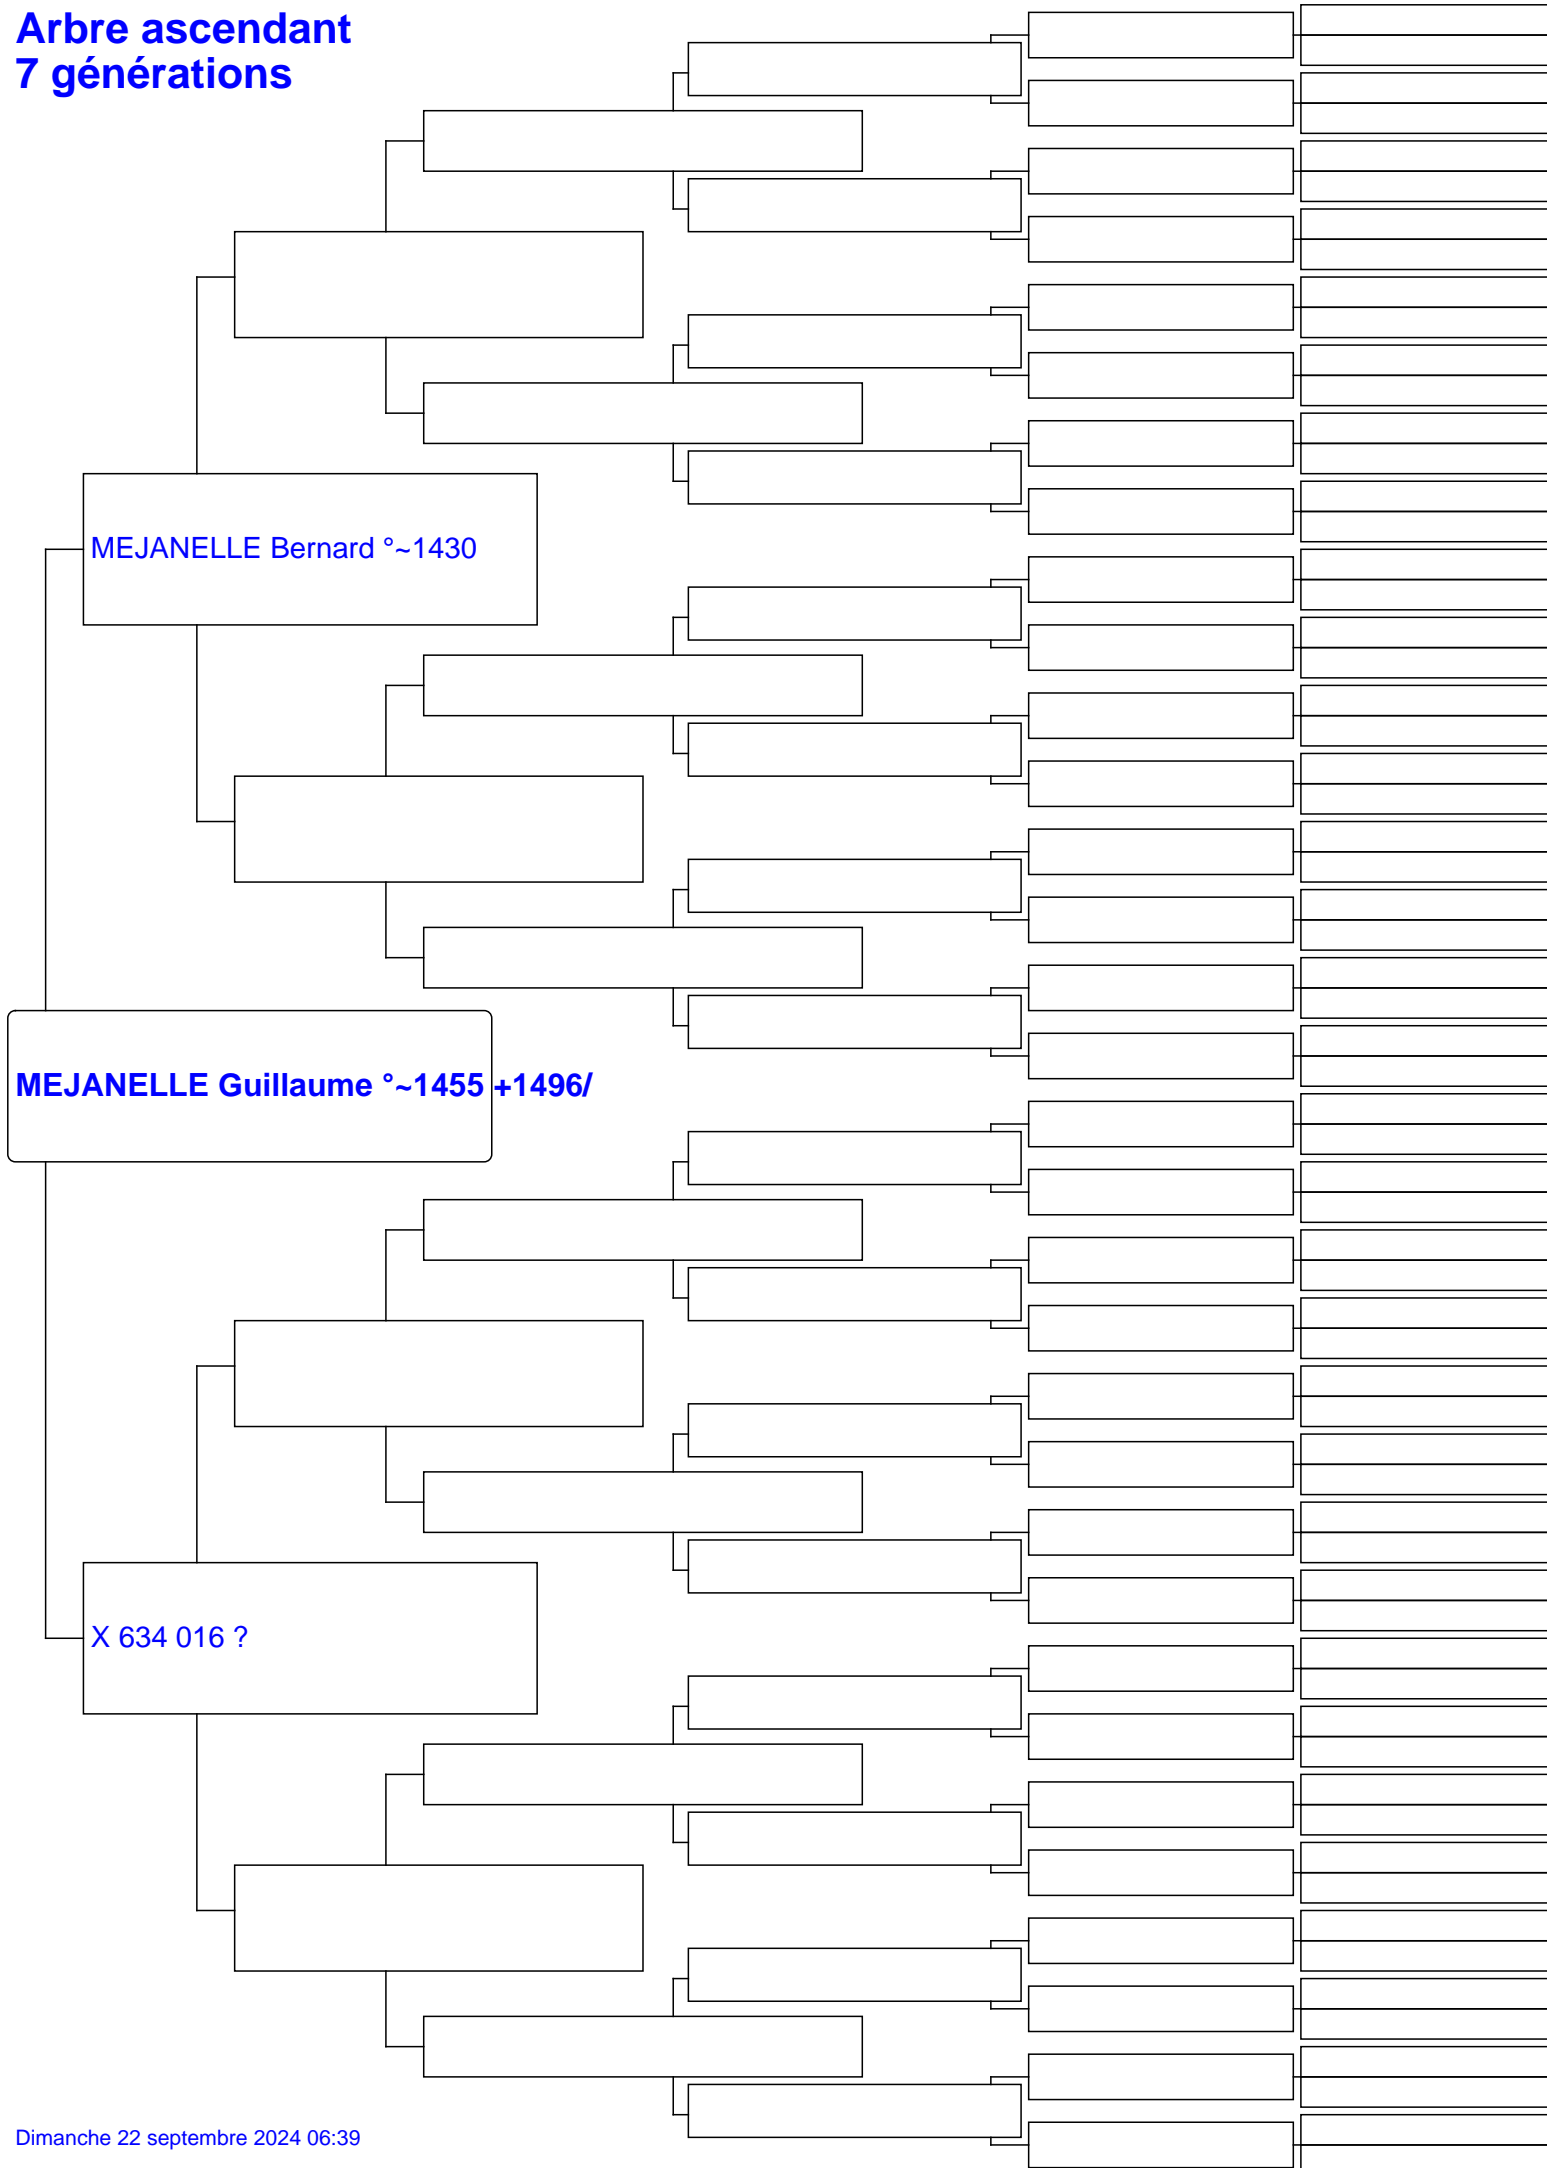 Arbre ascendant
7 générations
MEJANELLE Bernard °~1430
MEJANELLE Guillaume °~1455 +1496/
X 634 016 ?
Dimanche 22 septembre 2024 06:39